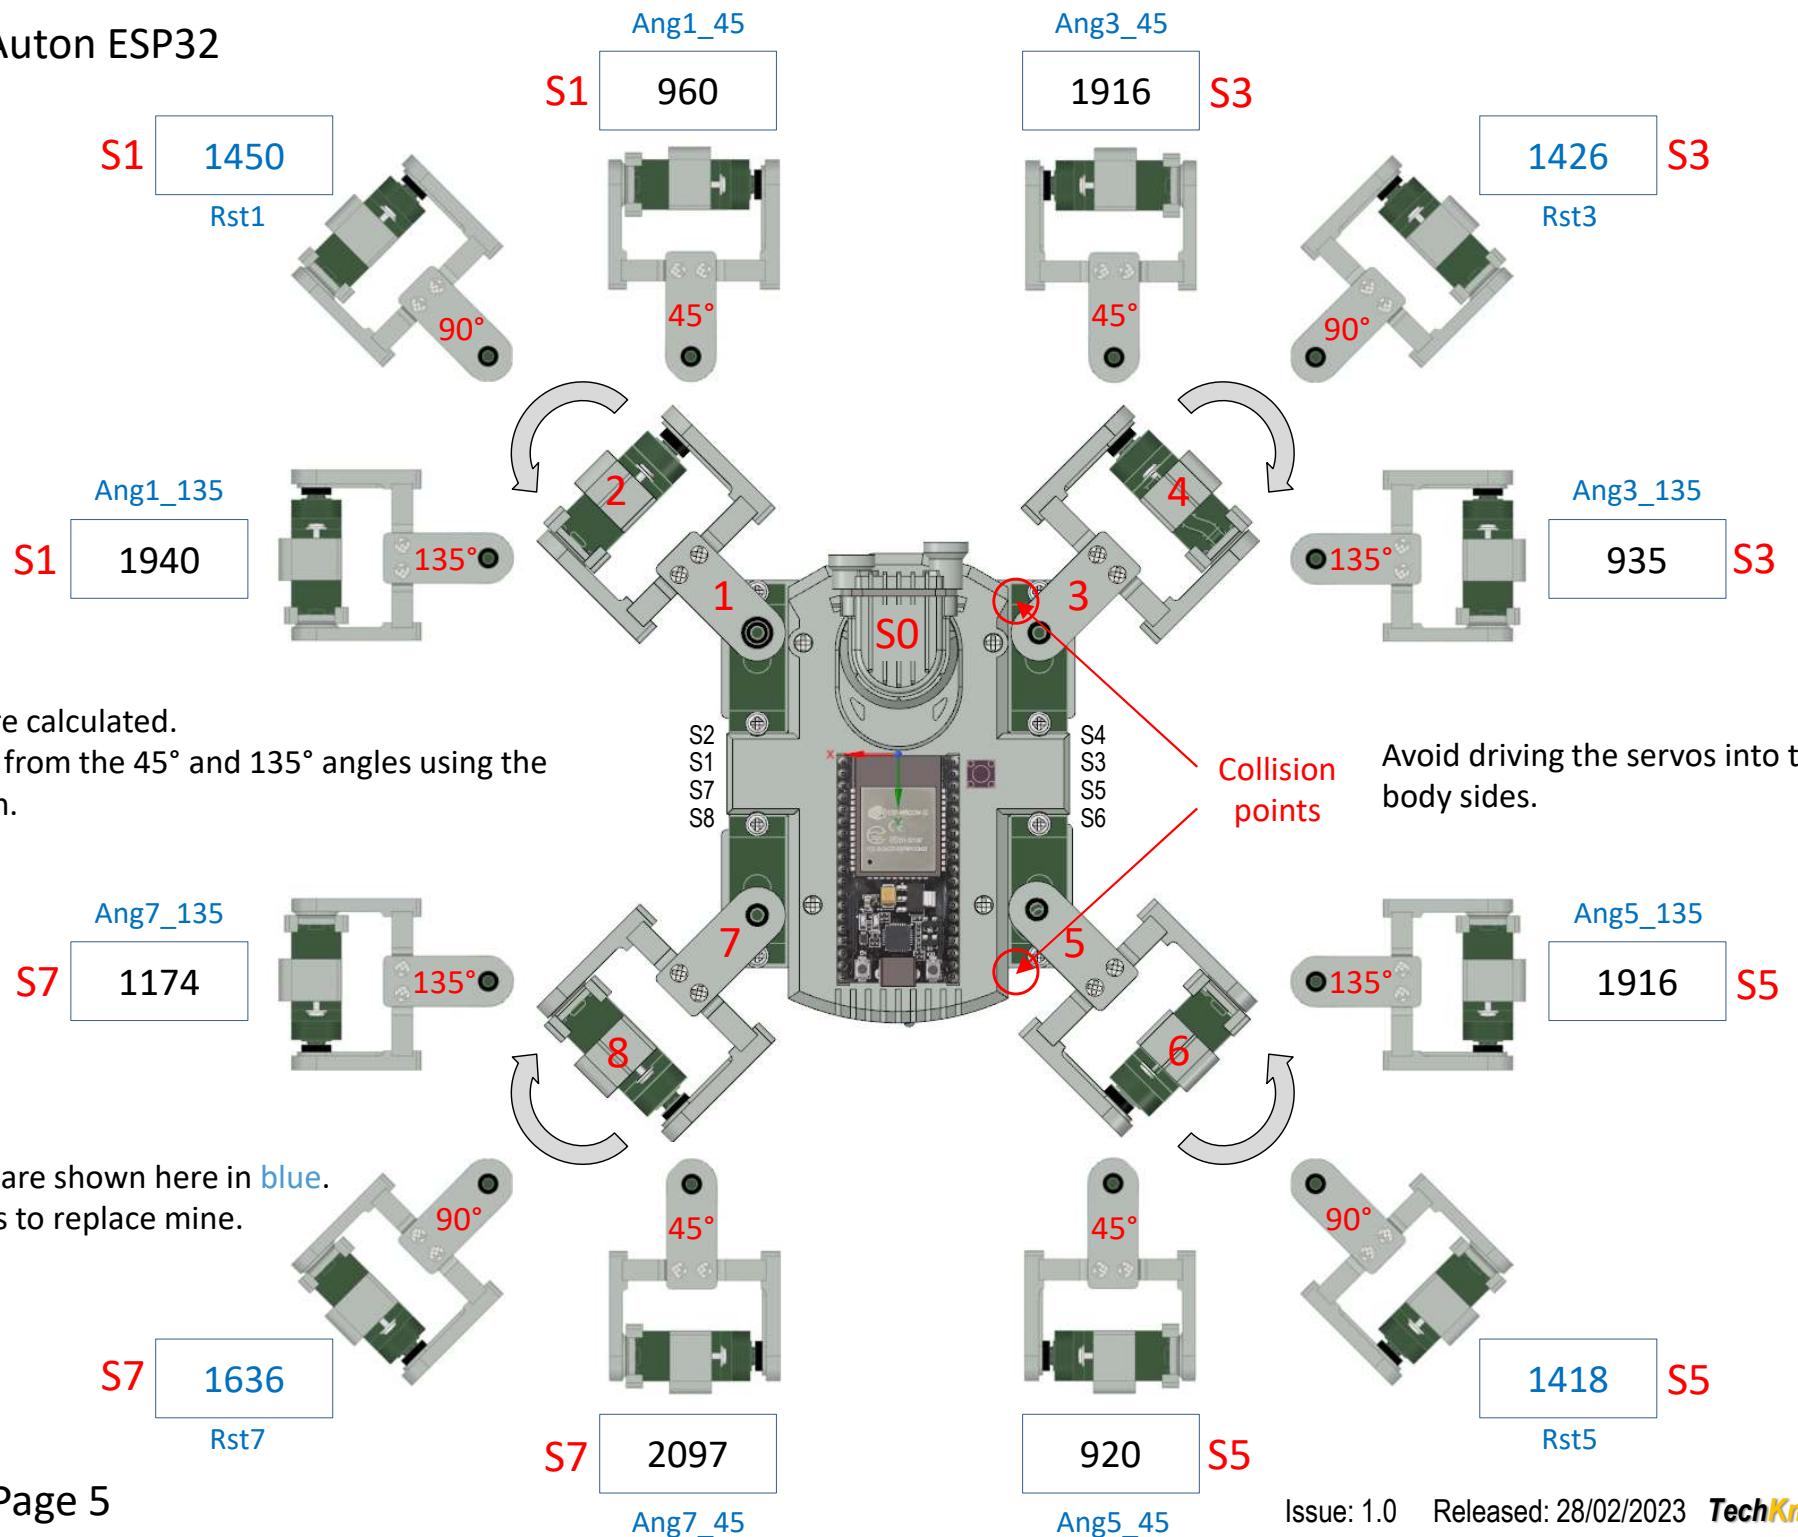 Auton ESP32
Ang1_45
Ang3_45
S1
960
1916
S3
S1
1450
1426
S3
Rst1
Rst3
45°
45°
90°
90°
Ang1_135
2
4
Ang3_135
S1
1940
135°
135°
935
S3
1
S0
3
re calculated.
from the 45° and 135° angles using the
n.
S2
S1
S7
S8
S4
S3
S5
S6
Collision
points
Avoid driving the servos into t
body sides.
Ang7_135
Ang5_135
S7
1174
135°
7
5
135°
1916
S5
8
6
are shown here in blue.
s to replace mine.
90°
45°
45°
90°
S7
1636
1418
S5
Rst7
Rst5
S7
2097
920
S5
Ang7_45
Ang5_45
Page 5
Issue: 1.0 Released: 28/02/2023 TechKn